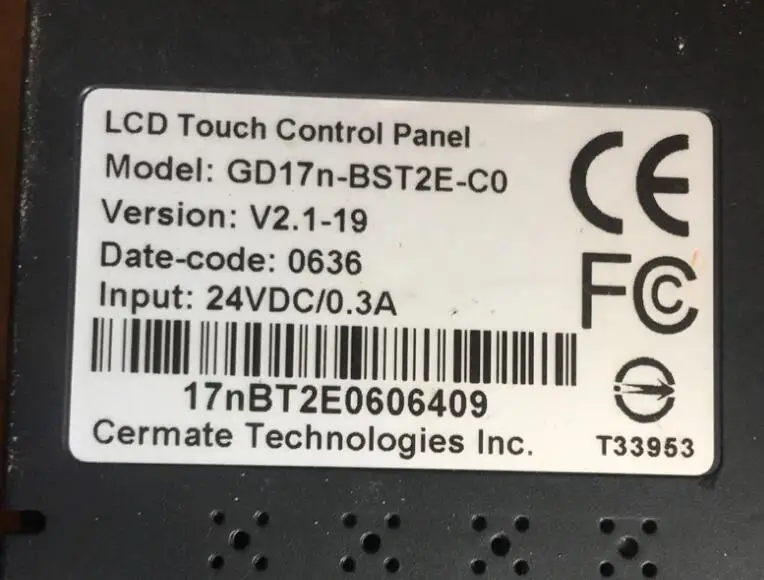 LCD Touch Control Panel
Model: GD17n-BST2E-C0
Version: V2.1-19
Date-code: 0636
Input: 24VDC/0.3A
17nBT2E0606409
Cermate Technologies Inc.
CE
FC
T33953